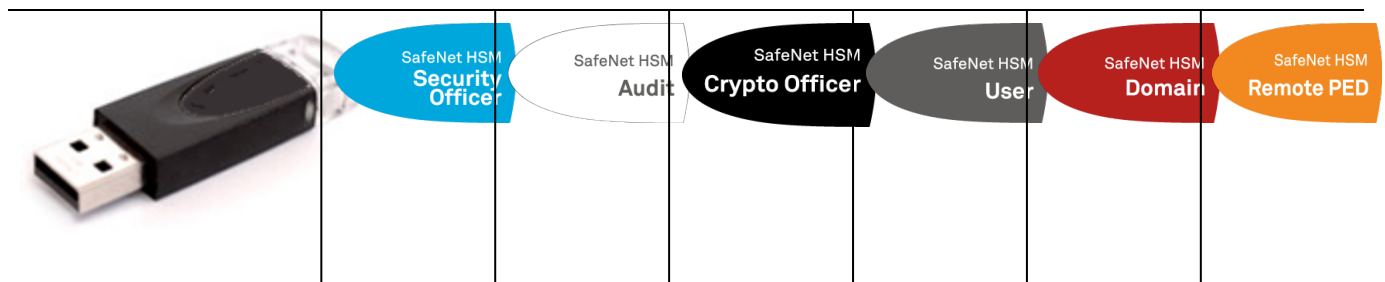 SafeNet HSM
Security
Officer
SafeNet HSM
Audit
SafeNet HSM
Crypto Officer
SafeNet HSM
User
SafeNet HSM
Domain
SafeNet HSM
Remote PED